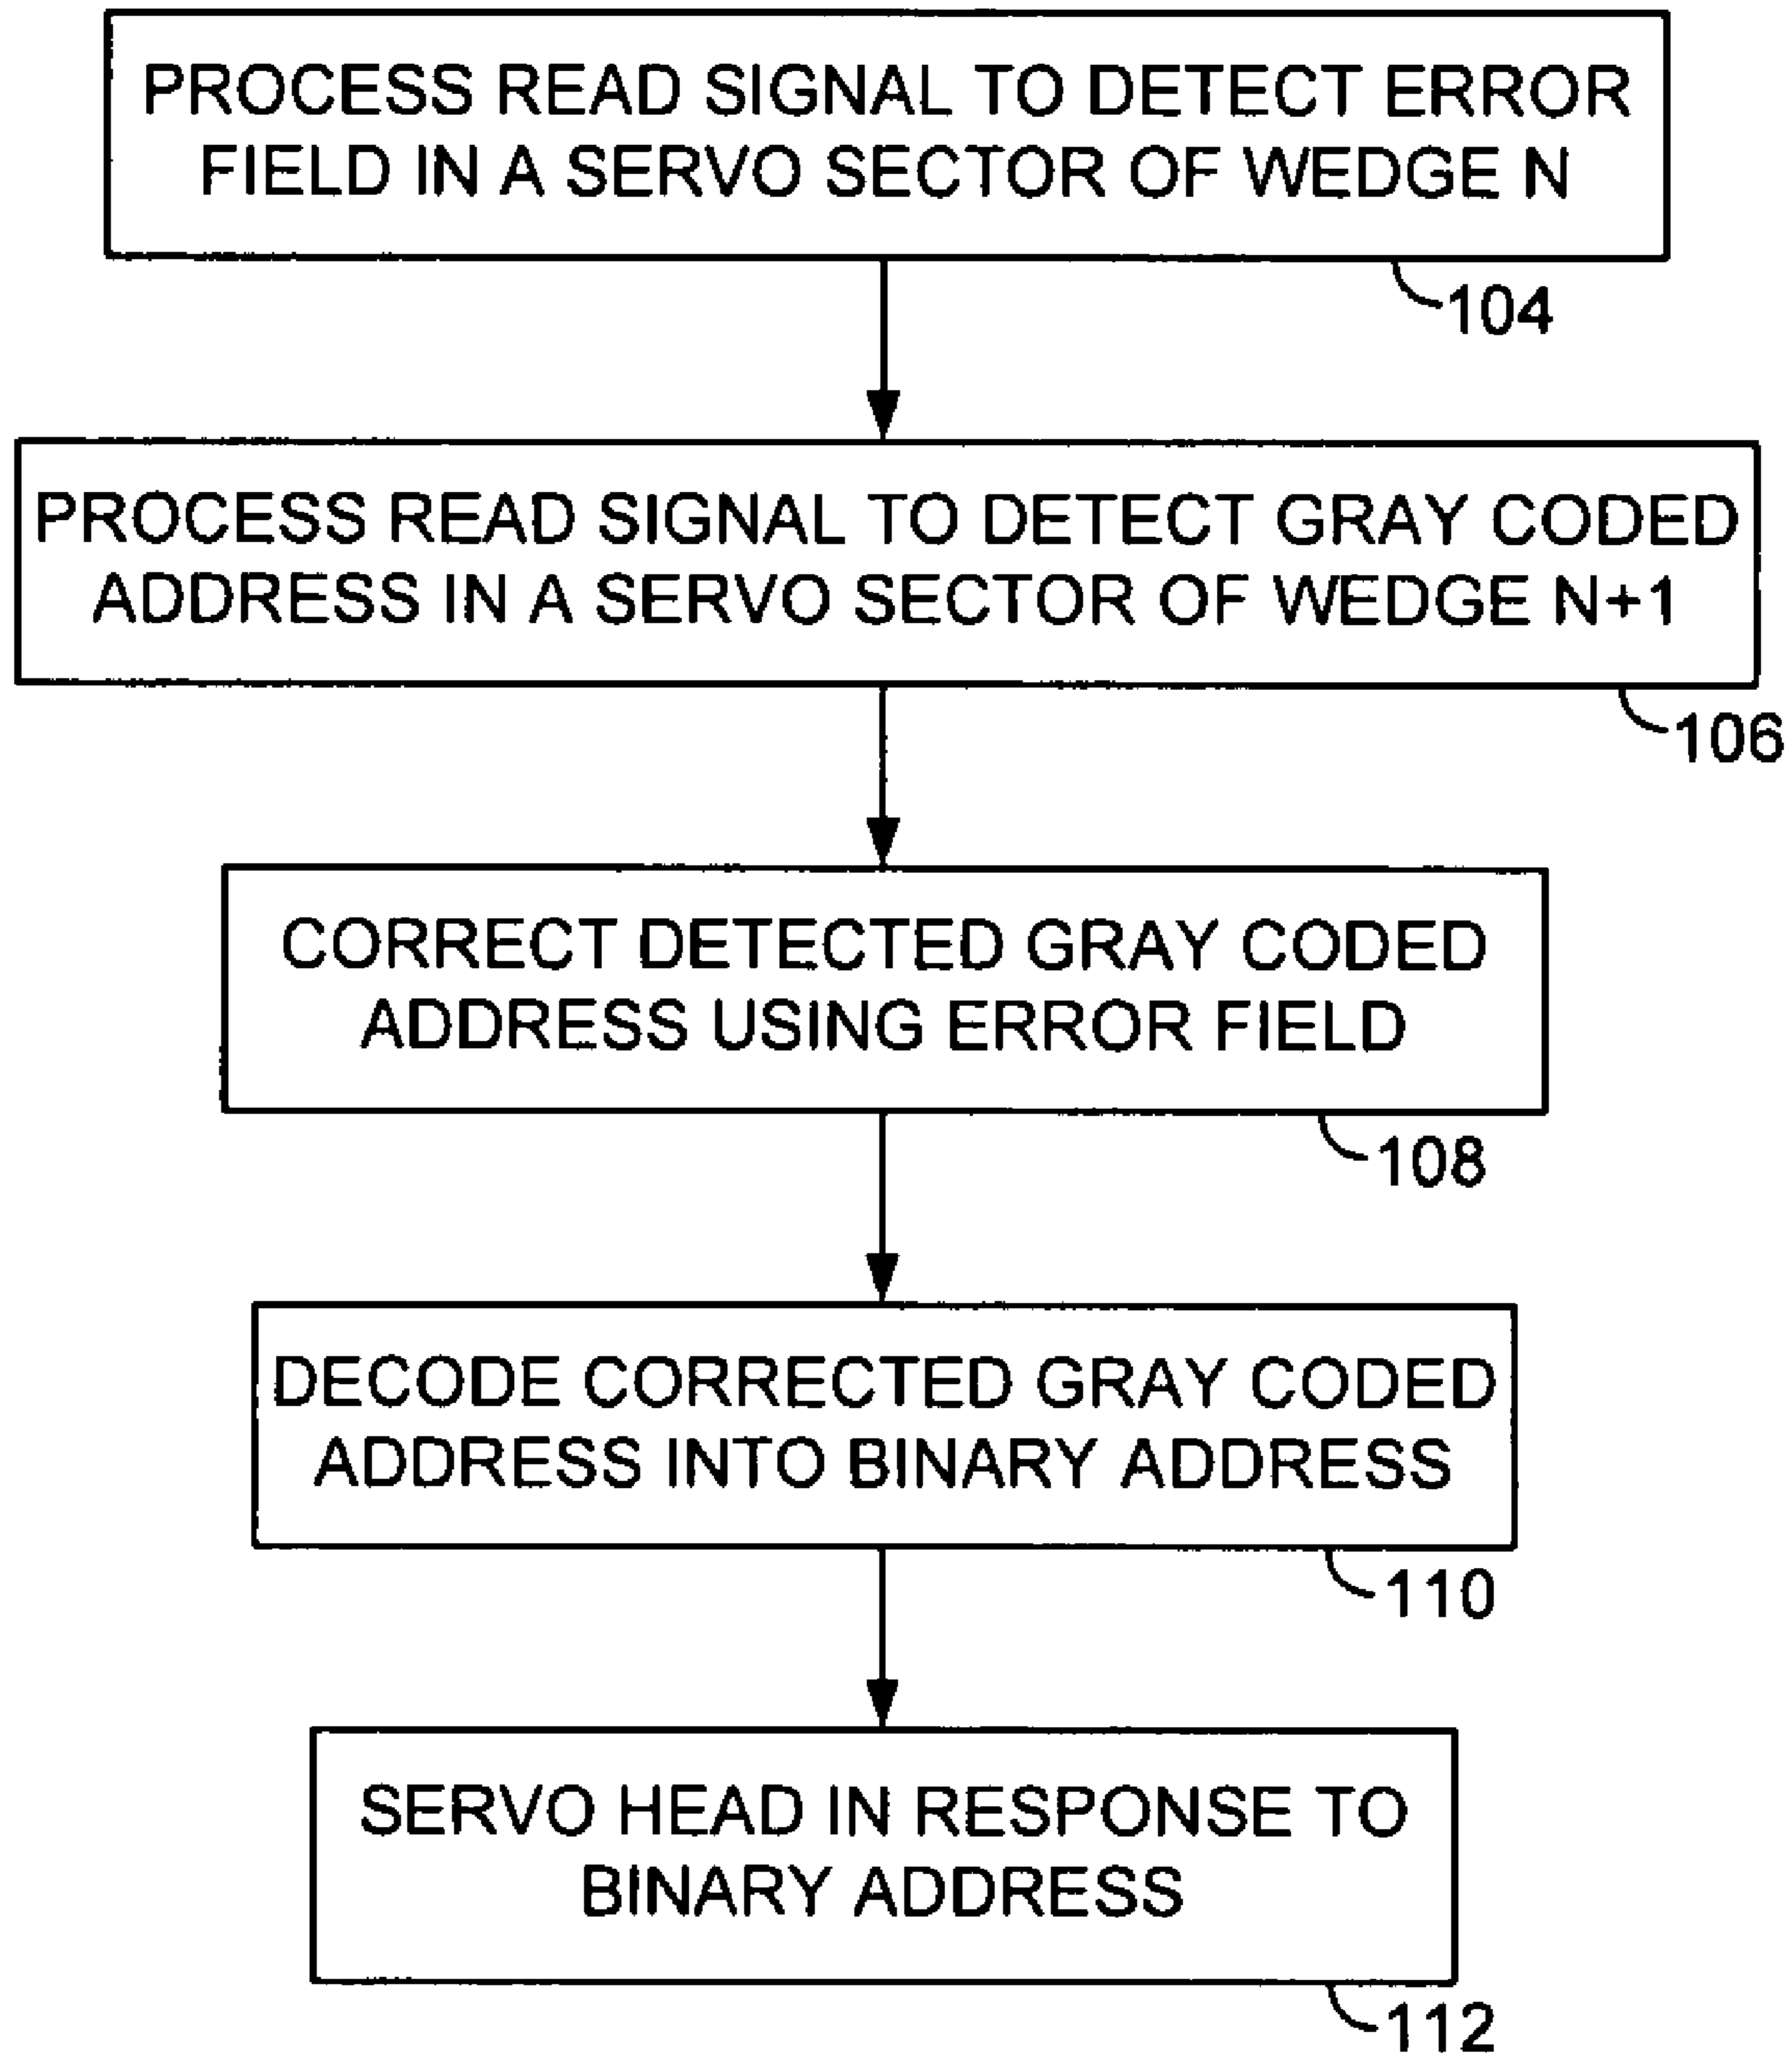 PROCESS READ SIGNAL TO DETECT ERROR
FIELD IN A SERVO SECTOR OF WEDGE N
104
PROCESS READ SIGNAL TO DETECT GRAY CODED
ADDRESS IN A SERVO SECTOR OF WEDGE N+1
106
CORRECT DETECTED GRAY CODED
ADDRESS USING ERROR FIELD
108
DECODE CORRECTED GRAY CODED
ADDRESS INTO BINARY ADDRESS
110
SERVO HEAD IN RESPONSE TO
BINARY ADDRESS
112